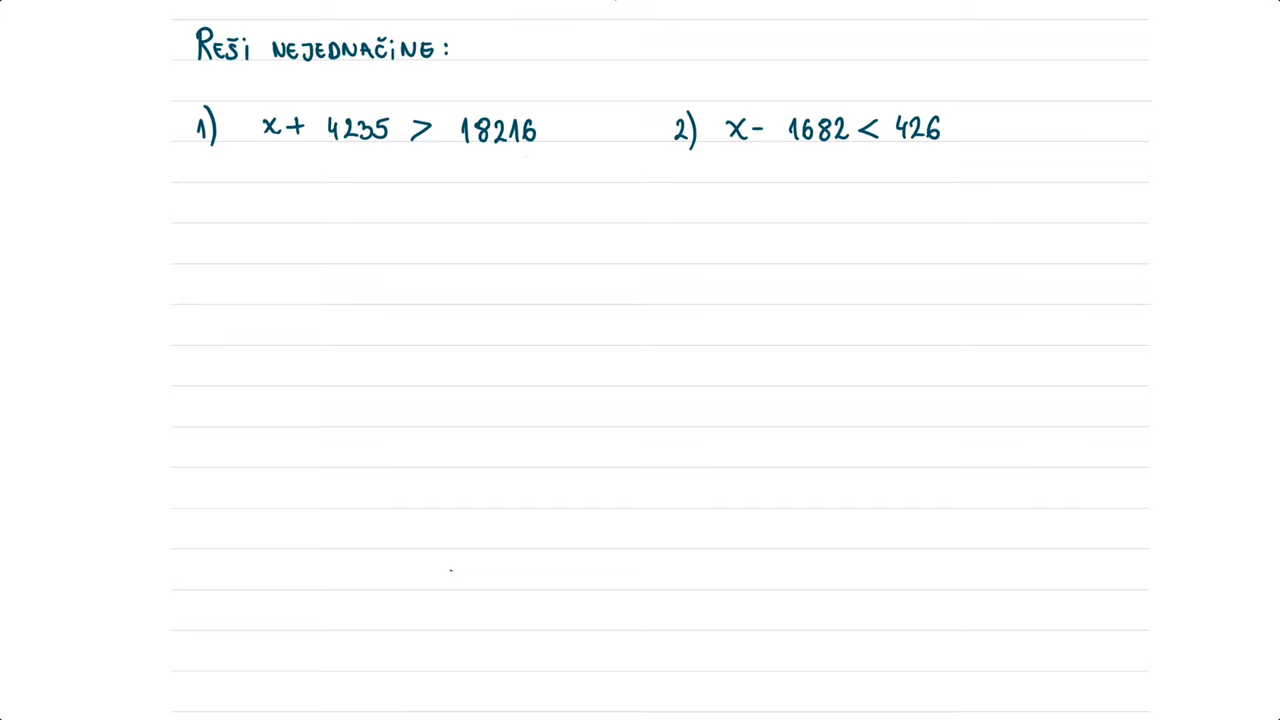 Reši nejednačine:
1) x + 4235 > 18216
2) x - 1682 < 426